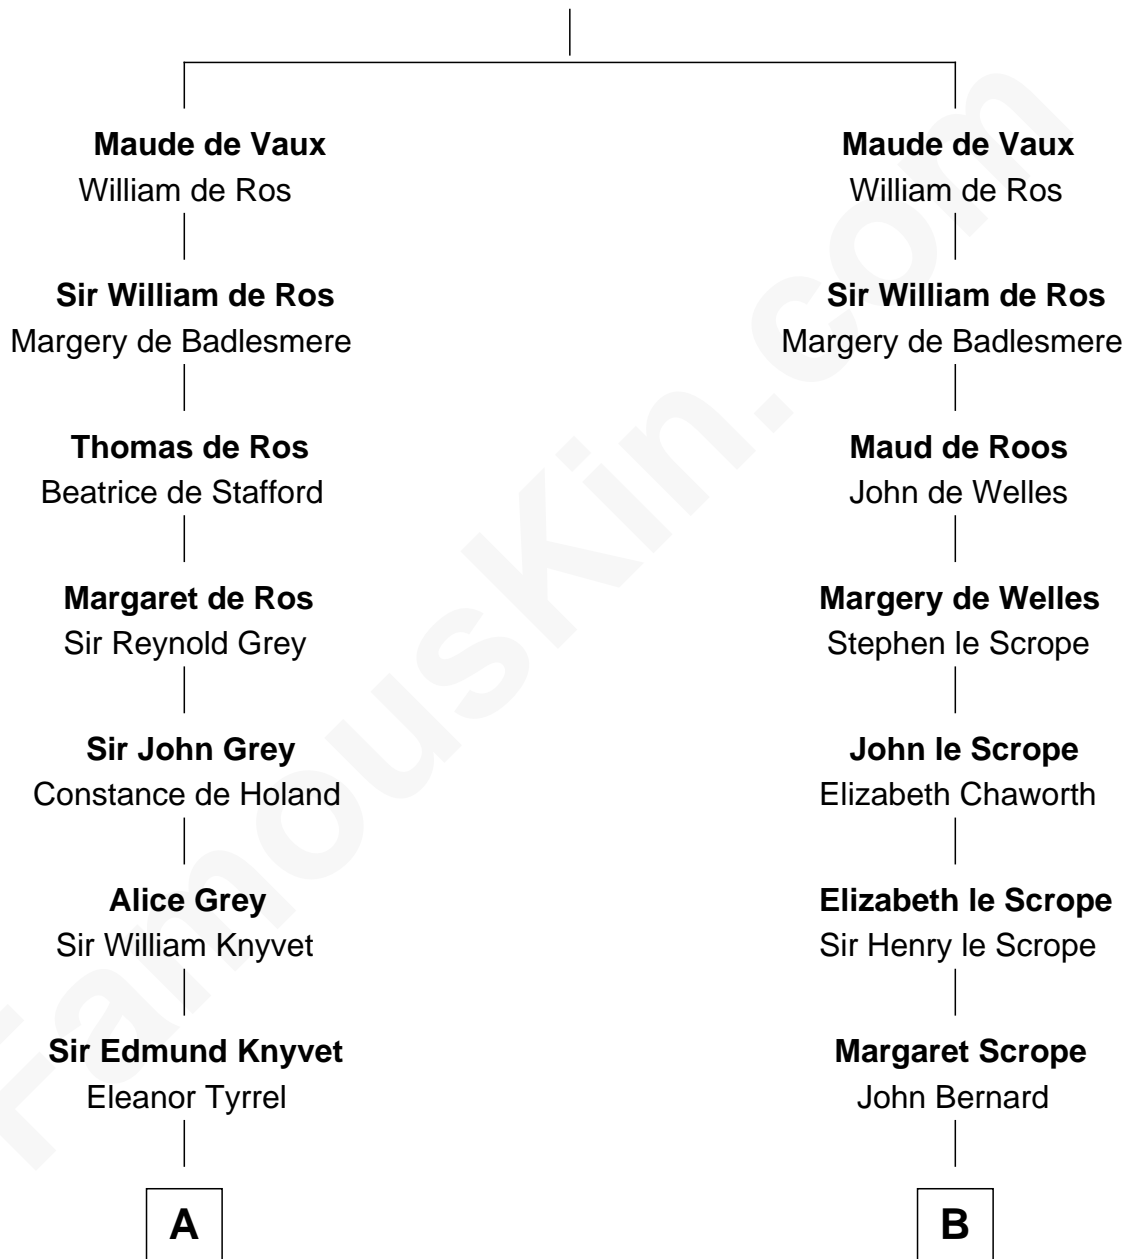 Maude de Vaux
William de Ros
Sir William de Ros
Margery de Badlesmere
Thomas de Ros
Beatrice de Stafford
Margaret de Ros
Sir Reynold Grey
Sir John Grey
Constance de Holand
Alice Grey
Sir William Knyvet
Sir Edmund Knyvet
Eleanor Tyrrel
A
Maude de Vaux
William de Ros
Sir William de Ros
Margery de Badlesmere
Maud de Roos
John de Welles
Margery de Welles
Stephen le Scrope
John le Scrope
Elizabeth Chaworth
Elizabeth le Scrope
Sir Henry le Scrope
Margaret Scrope
John Bernard
B
FamousKin.com